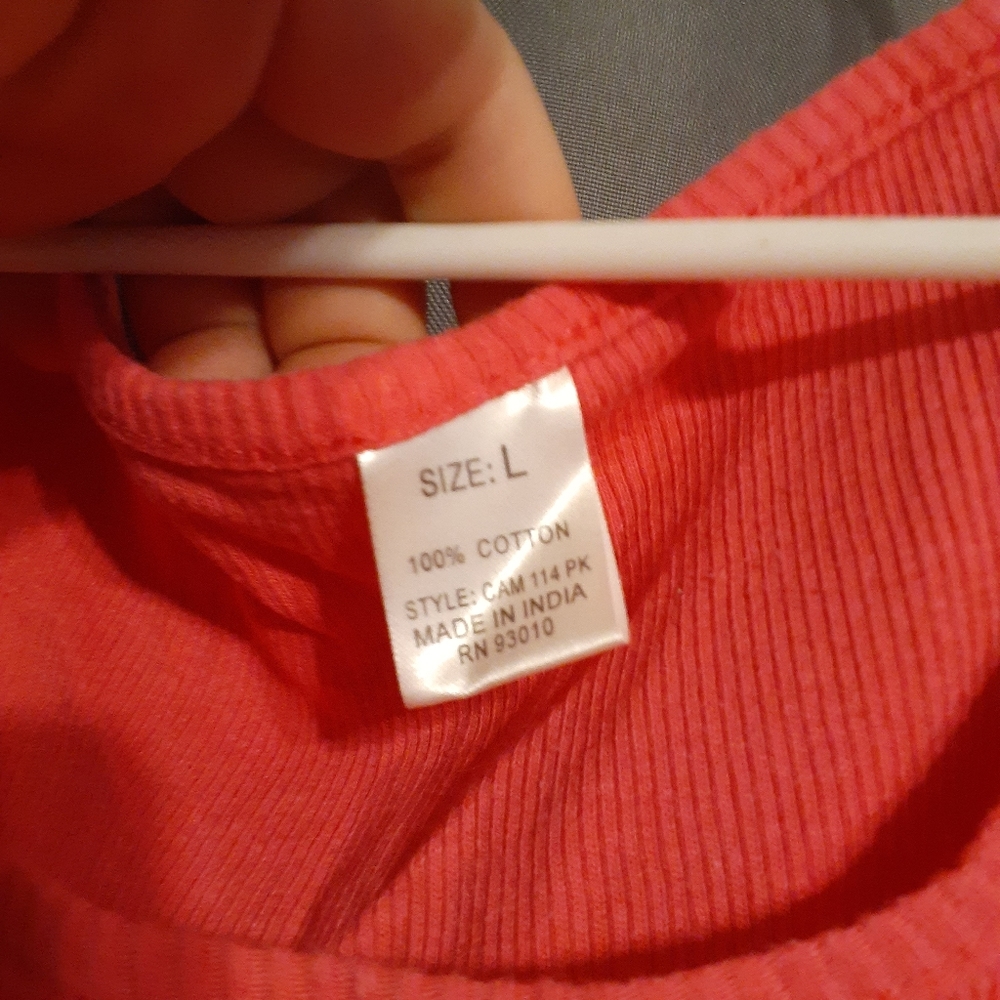 SIZE: L
100% COTTON
STYLE: CAM 114 PK
MADE IN INDIA
RN 93010